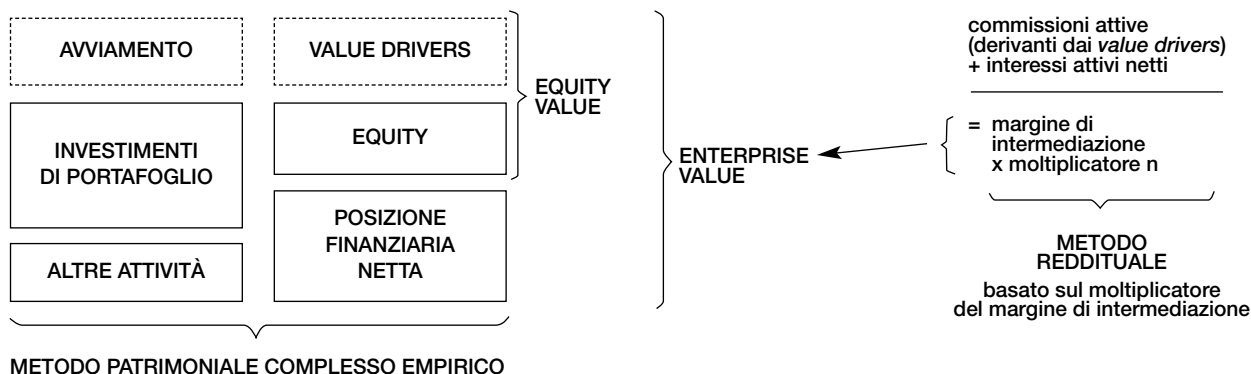 AVVIAMENTO
VALUE DRIVERS
EQUITY
VALUE
INVESTIMENTI
DI PORTAFOGLIO
EQUITY
ALTRE ATTIVITÀ
POSIZIONE
FINANZIARIA
NETTA
METODO PATRIMONIALE COMPLESSO EMPIRICO
ENTERPRISE
VALUE
commissioni attive
(derivanti dai value drivers)
+ interessi attivi netti
= margine di
intermediazione
x moltiplicatore n
METODO
REDDITUALE
basato sul moltiplicatore
del margine di intermediazione